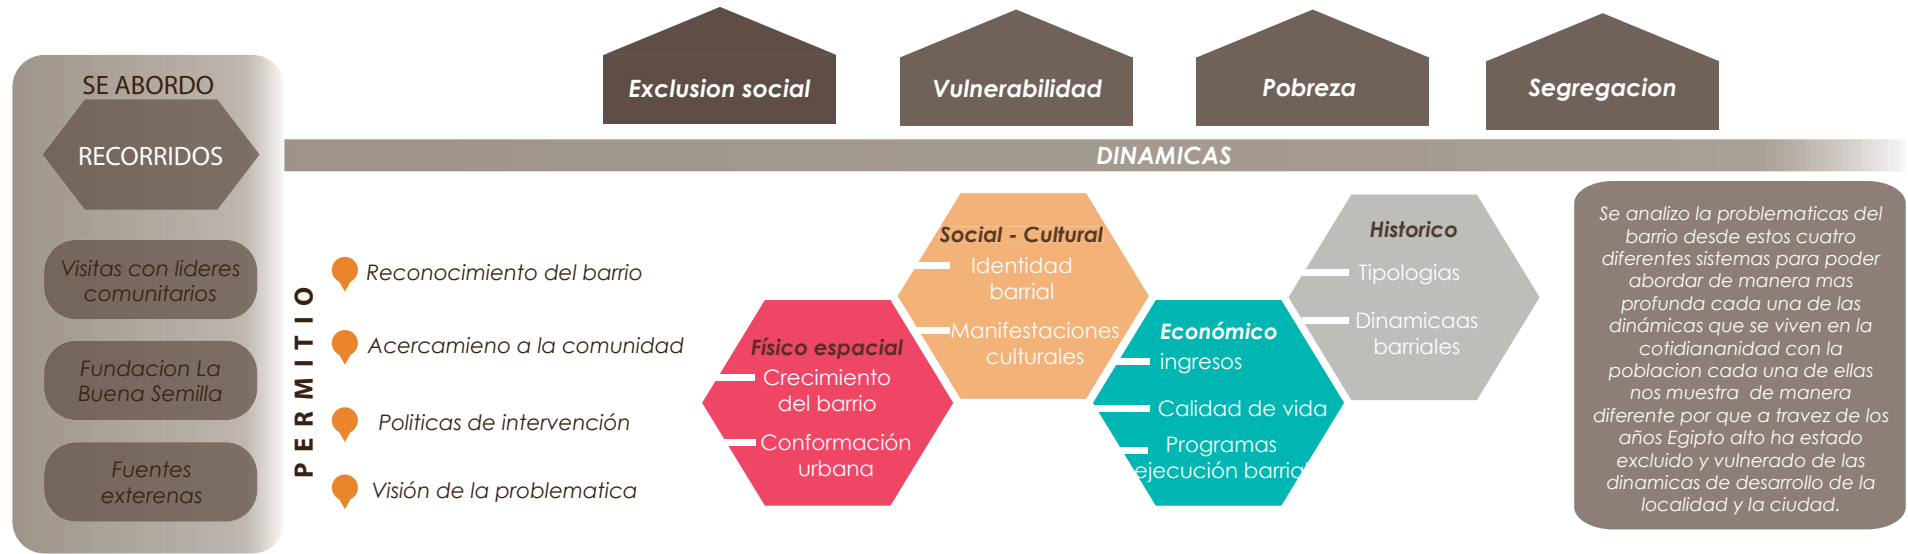 SE ABORDO
RECORRIDOS
Visitas con lideres
comunitarios
Fundacion La
Buena Semilla
Fuentes
exterenas
Exclusion social
Vulnerabilidad
Pobreza
Segregacion
DINAMICAS
PERMITIO
Reconocimiento del barrio
Acercamieno a la comunidad
Politicas de intervención
Visión de la problematica
Físico espacial
Crecimiento
del barrio
Conformación
urbana
Social - Cultural
Identidad
barrial
Manifestaciones
culturales
Económico
ingresos
Calidad de vida
Programas
ejecución barrial
Historico
Tipologias
Dinamicaas
barriales
Se analizo la problematicas del
barrio desde estos cuatro
diferentes sistemas para poder
abordar de manera mas
profunda cada una de las
dinámicas que se viven en la
cotidiananidad con la
poblacion cada una de ellas
nos muestra  de manera
diferente por que a travez de los
años Egipto alto ha estado
excluido y vulnerado de las
dinamicas de desarrollo de la
localidad y la ciudad.